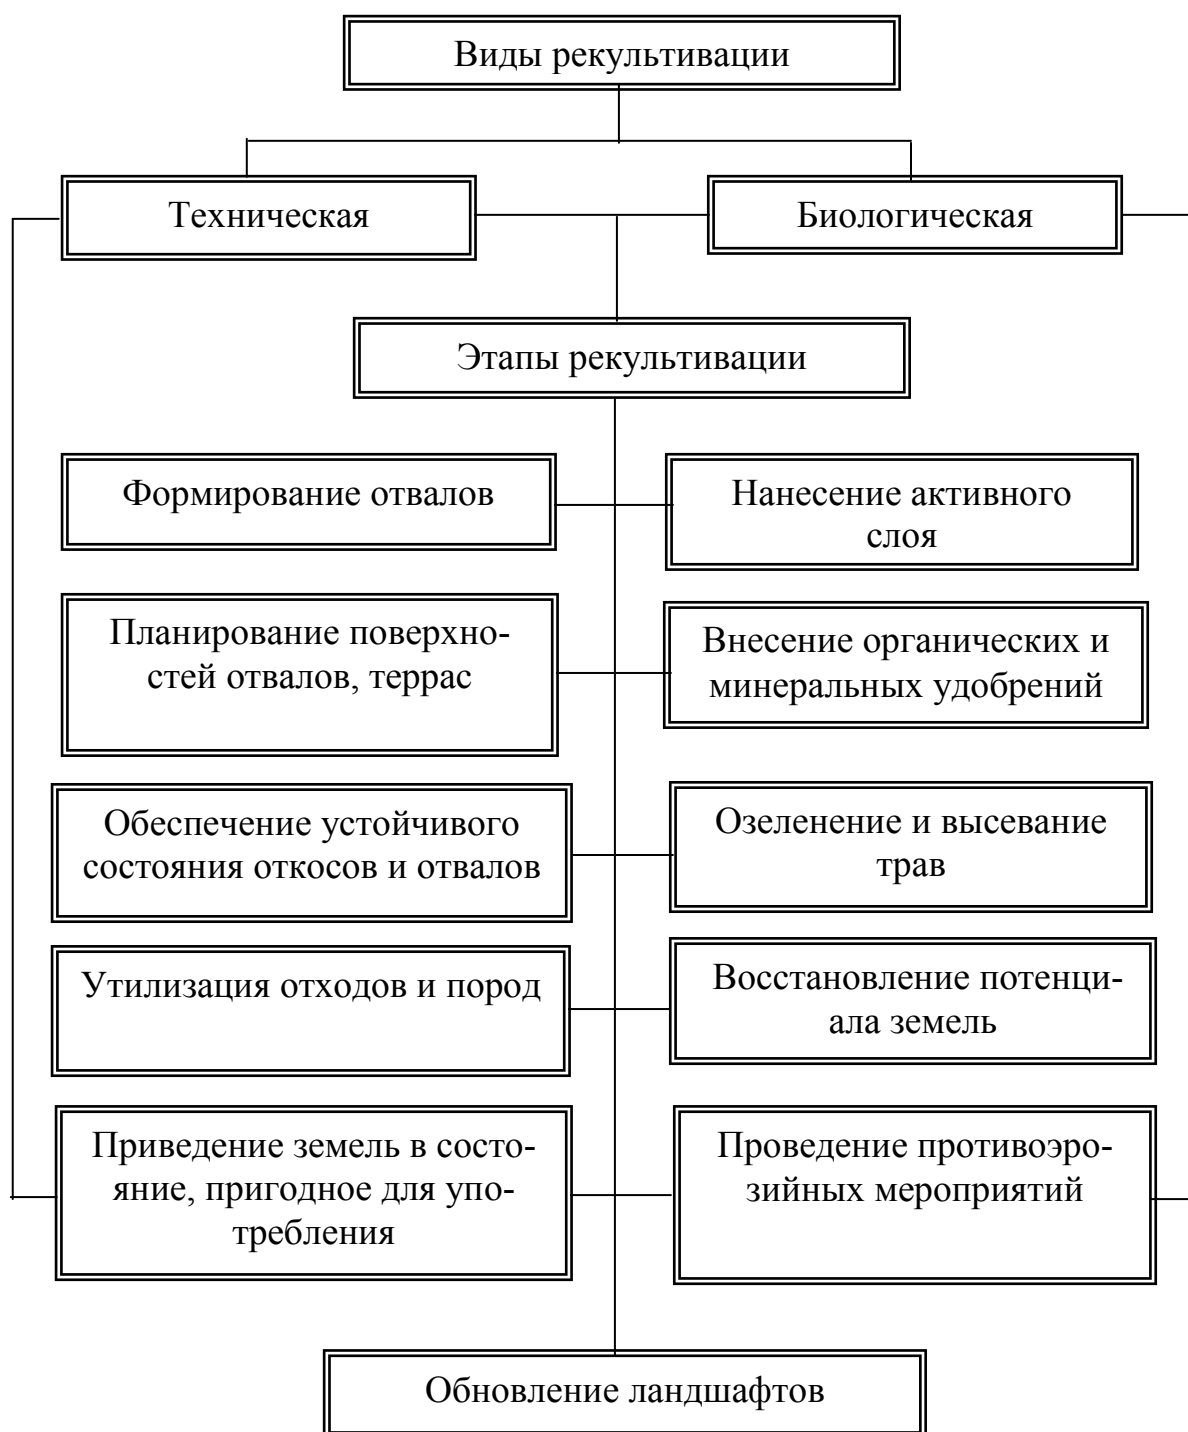 Виды рекультивации
Техническая
Биологическая
Этапы рекультивации
Формирование отвалов
Нанесение активного
слоя
Планирование поверхно-
стей отвалов, террас
Внесение органических и
минеральных удобрений
Обеспечение устойчивого
состояния откосов и отвалов
Озеленение и высевание
трав
Утилизация отходов и пород
Восстановление потенци-
ала земель
Приведение земель в состо-
яние, пригодное для упо-
требления
Проведение противоэро-
зийных мероприятий
Обновление ландшафтов